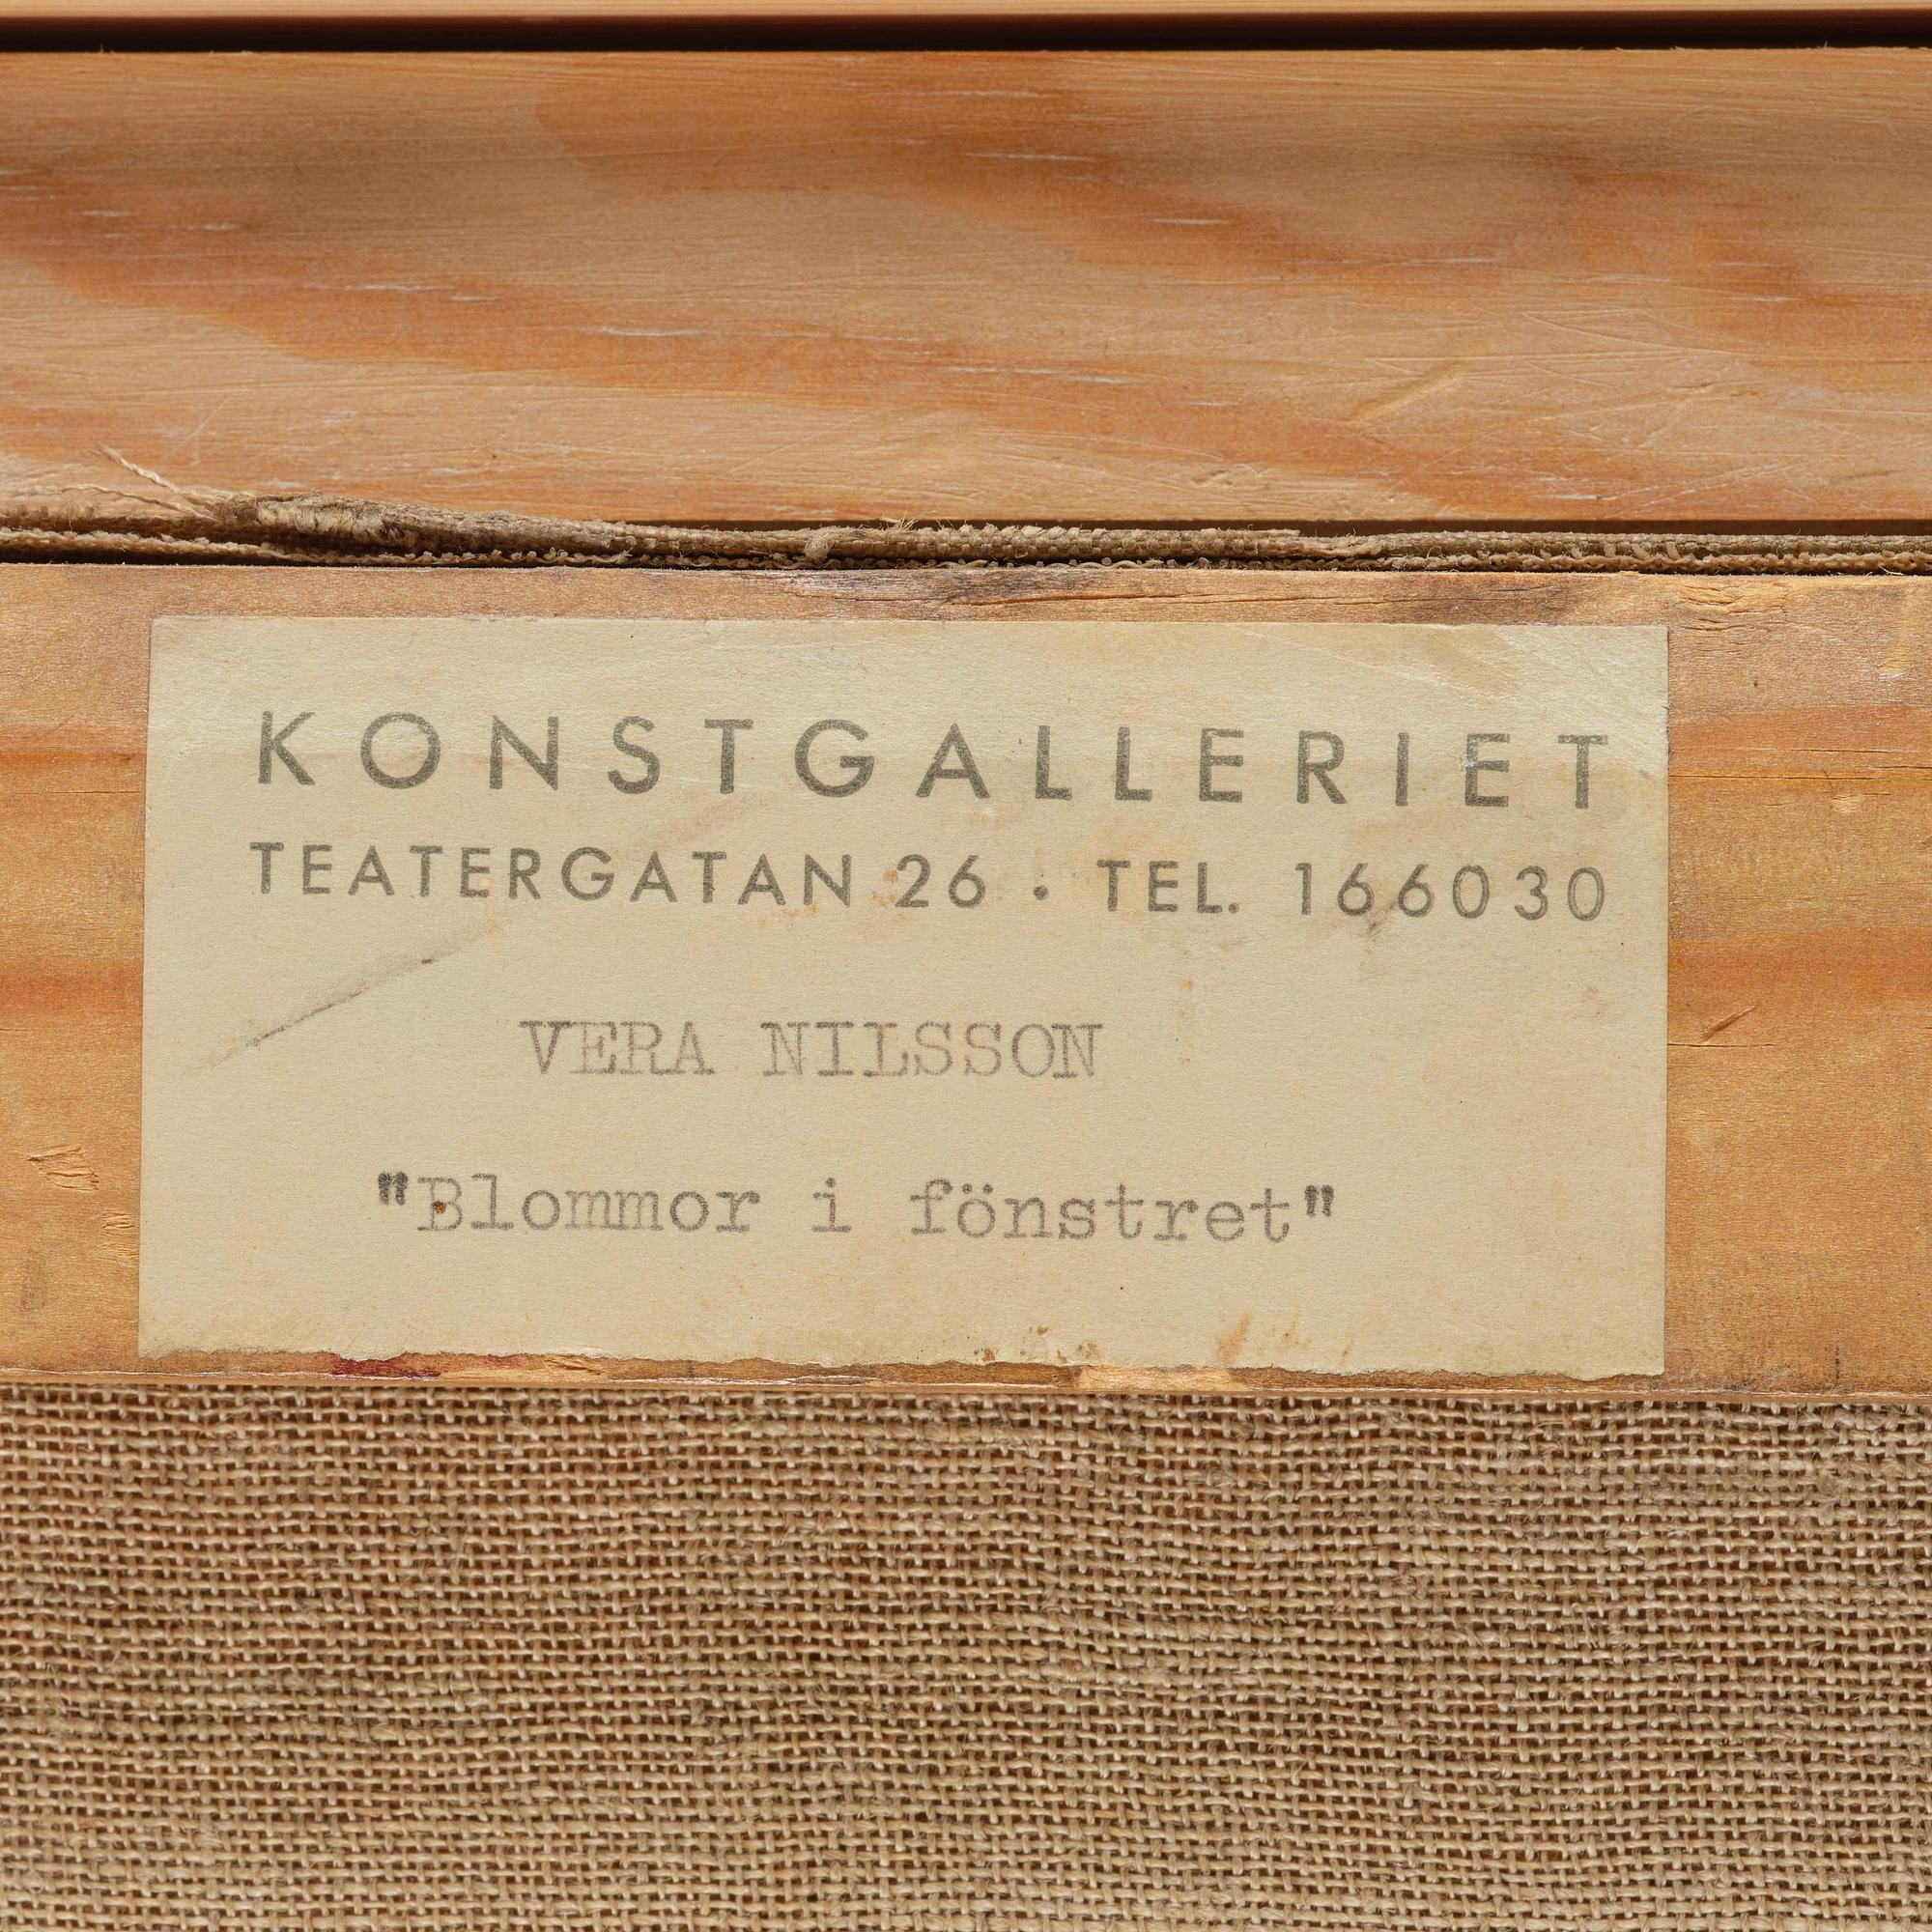 KONSTGALLERIET
TEATERGATAN 26 · TEL. 166030
VERA NILSSON
"Blommor i fönstret"